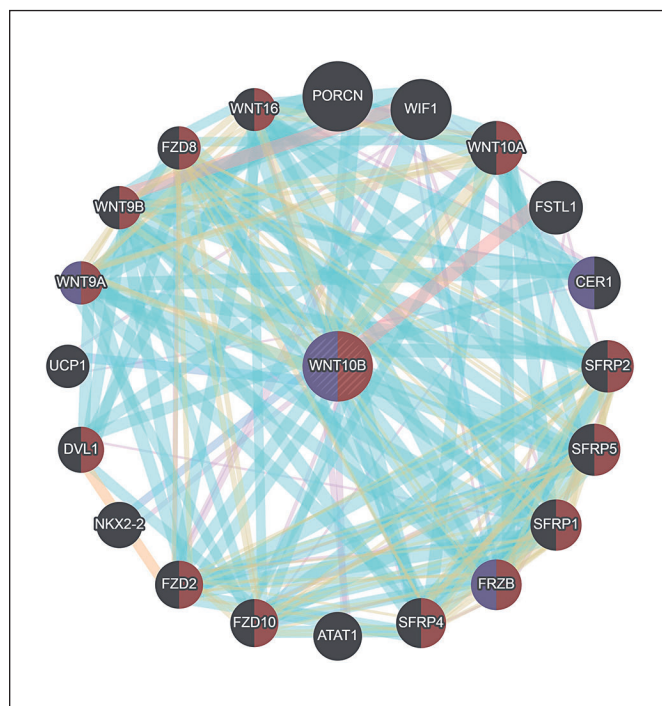 PORCN
WIF1
WNT16
WNT10A
FZD8
FSTL1
WNT9B
CER1
WNT9A
WNT10B
UCP1
SFRP2
DVL1
SFRP5
NKX2-2
SFRP1
FZD2
FRZB
FZD10
SFRP4
ATAT1